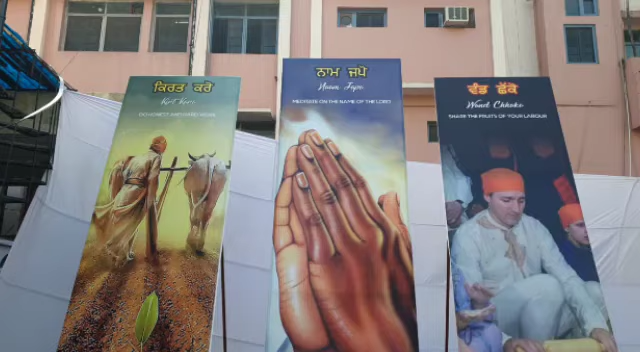 ਕਿਰਤ ਕਰੋ
Kirt Karo
DO HONEST AND HARD WORK
ਨਾਮ ਜਪੋ
Naam Japo
MEDITATE ON THE NAME OF THE LORD
ਵੰਡ ਛੱਕੋ
Wand Chhako
SHARE THE FRUITS OF YOUR LABOUR